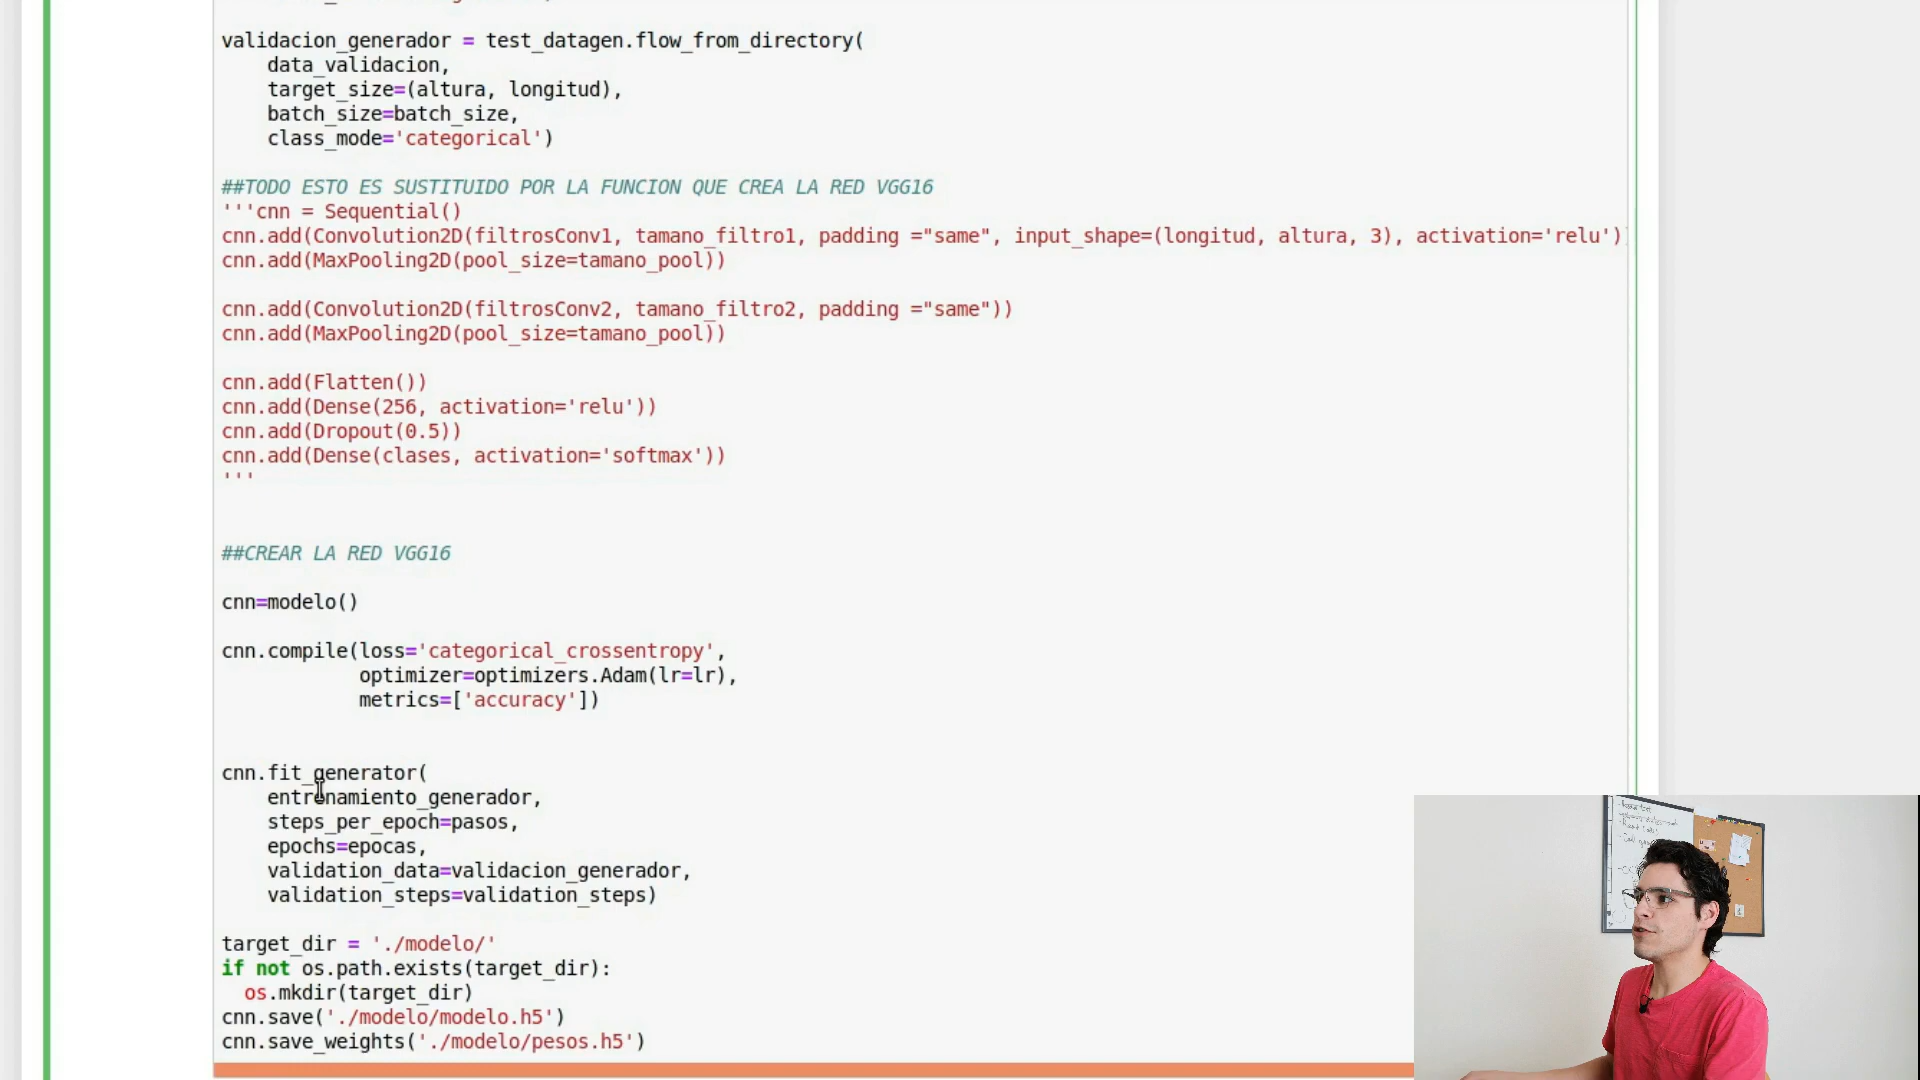 validacion_generador = test_datagen.flow_from_directory(
    data_validacion,
    target_size=(altura, longitud),
    batch_size=batch_size,
    class_mode='categorical')
##TODO ESTO ES SUSTITUIDO POR LA FUNCION QUE CREA LA RED VGG16
'''cnn = Sequential()
cnn.add(Convolution2D(filtrosConv1, tamano_filtro1, padding ="same", input_shape=(longitud, altura, 3), activation='relu')
cnn.add(MaxPooling2D(pool_size=tamano_pool))
cnn.add(Convolution2D(filtrosConv2, tamano_filtro2, padding ="same"))
cnn.add(MaxPooling2D(pool_size=tamano_pool))
cnn.add(Flatten())
cnn.add(Dense(256, activation='relu'))
cnn.add(Dropout(0.5))
cnn.add(Dense(clases, activation='softmax'))
'''
##CREAR LA RED VGG16
cnn=modelo()
cnn.compile(loss='categorical_crossentropy',
            optimizer=optimizers.Adam(lr=lr),
            metrics=['accuracy'])
cnn.fit_generator(
    entrenamiento_generador,
    steps_per_epoch=pasos,
    epochs=epocas,
    validation_data=validacion_generador,
    validation_steps=validation_steps)
target_dir = './modelo/'
if not os.path.exists(target_dir):
  os.mkdir(target_dir)
cnn.save('./modelo/modelo.h5')
cnn.save_weights('./modelo/pesos.h5')